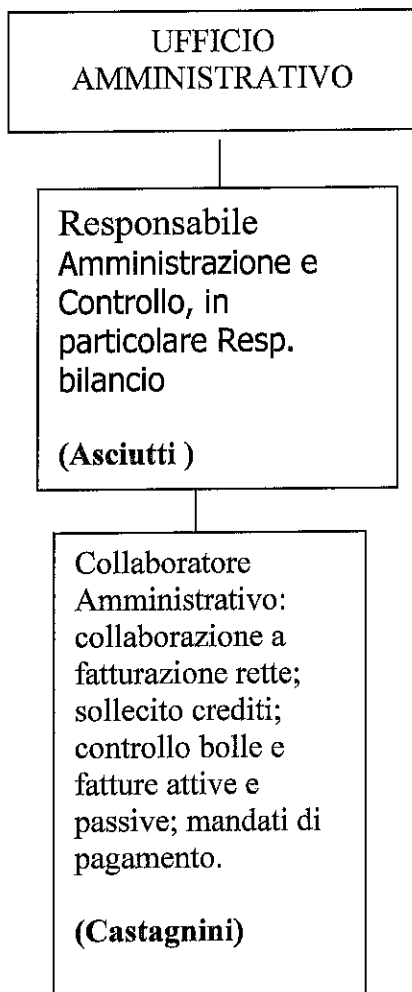 UFFICIO
AMMINISTRATIVO
Responsabile
Amministrazione e
Controllo, in
particolare Resp.
bilancio
(Asciutti )
Collaboratore
Amministrativo:
collaborazione a
fatturazione rette;
sollecito crediti;
controllo bolle e
fatture attive e
passive; mandati di
pagamento.
(Castagnini)